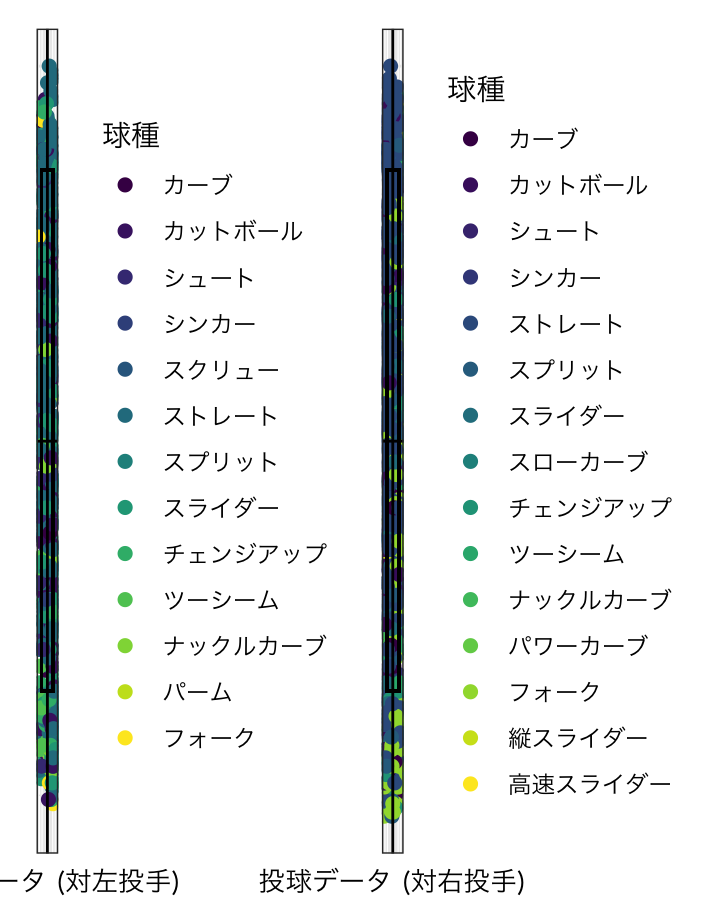 球種
カーブ
カットボール
シュート
シンカー
スクリュー
ストレート
スプリット
スライダー
チェンジアップ
ツーシーム
ナックルカーブ
パーム
フォーク
ータ (対左投手)
球種
カーブ
カットボール
シュート
シンカー
ストレート
スプリット
スライダー
スローカーブ
チェンジアップ
ツーシーム
ナックルカーブ
パワーカーブ
フォーク
縦スライダー
高速スライダー
投球データ (対右投手)